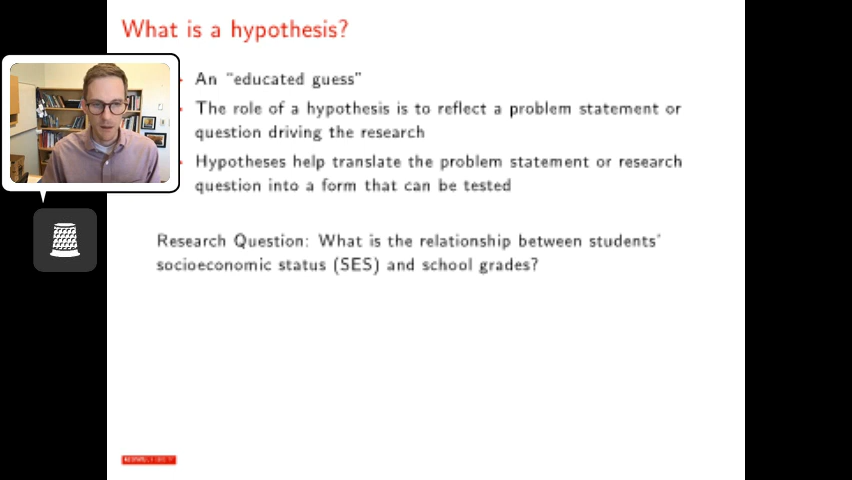 What is a hypothesis?
An “educated guess”
The role of a hypothesis is to reflect a problem statement or
question driving the research
Hypotheses help translate the problem statement or research
question into a form that can be tested
Research Question: What is the relationship between students'
socioeconomic status (SES) and school grades?